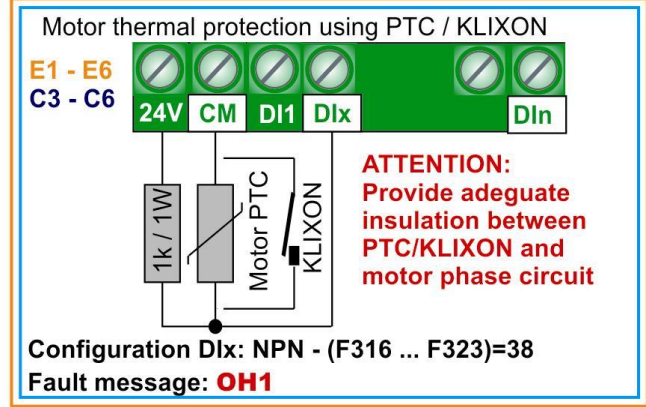 Motor thermal protection using PTC / KLIXON
E1 - E6
C3 - C6
24V CM DI1 DIx DIn
1k / 1W
Motor PTC
KLIXON
ATTENTION:
Provide adeguate
insulation between
PTC/KLIXON and
motor phase circuit
Configuration DIx: NPN - (F316 ... F323)=38
Fault message: OH1